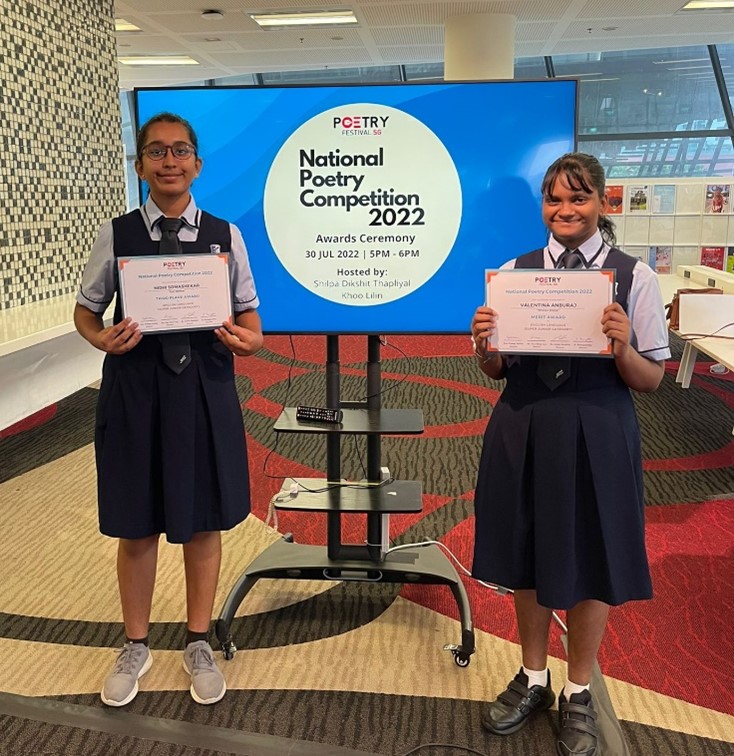 POETRY
FESTIVAL.SG
National
Poetry
Competition
2022
Awards Ceremony
30 JUL 2022 | 5PM - 6PM
Hosted by:
Shilpa Dikshit Thapliyal
Khoo Lilin
POETRY
National Poetry Competition 2022
THIRD PLACE AWARD
POETRY
National Poetry Competition 2022
VALENTINA ANDURAJ
MERIT AWARD